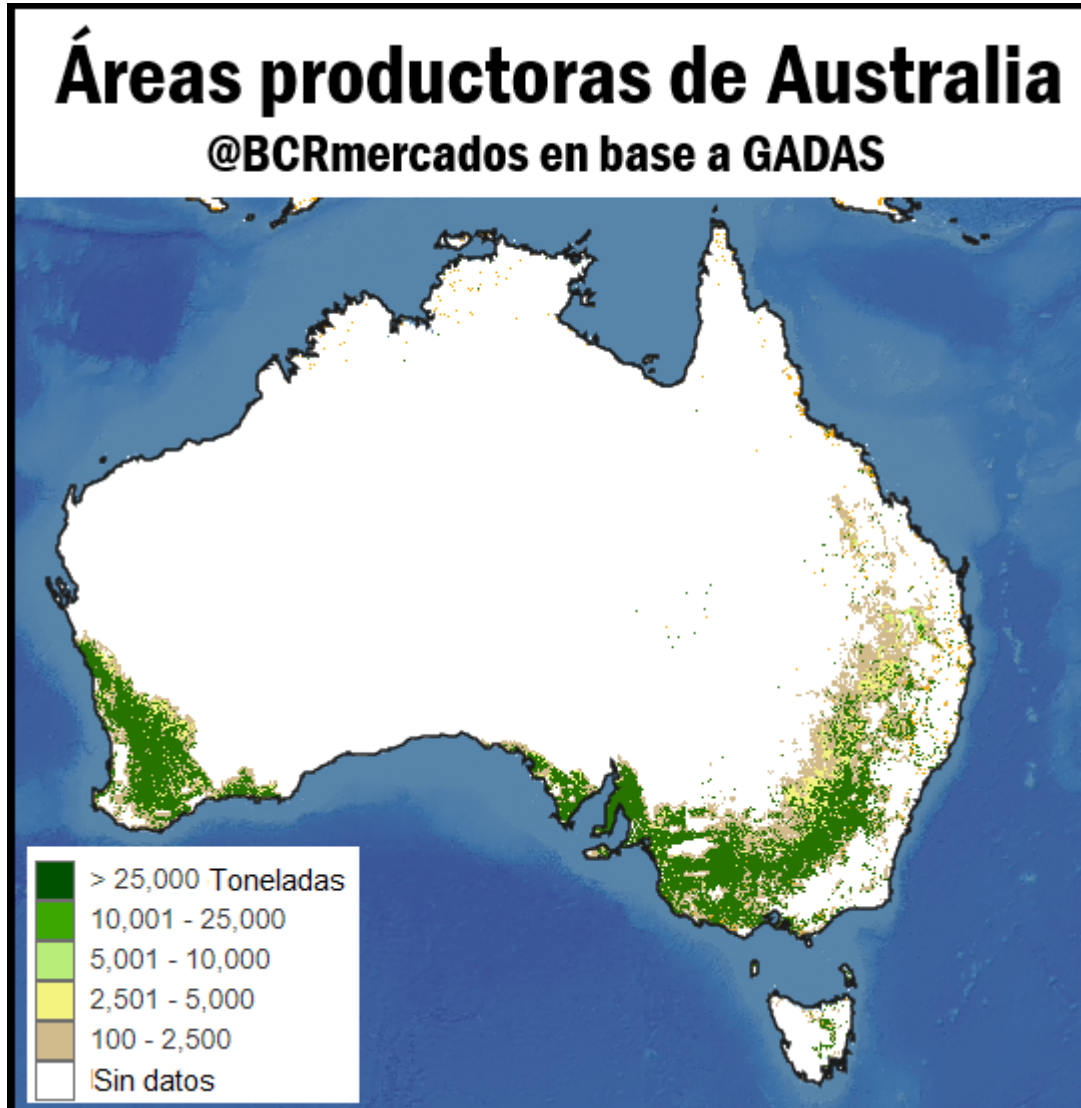 Áreas productoras de Australia
@BCRmercados en base a GADAS
> 25,000 Toneladas
10,001 - 25,000
5,001 - 10,000
2,501 - 5,000
100 - 2,500
Sin datos